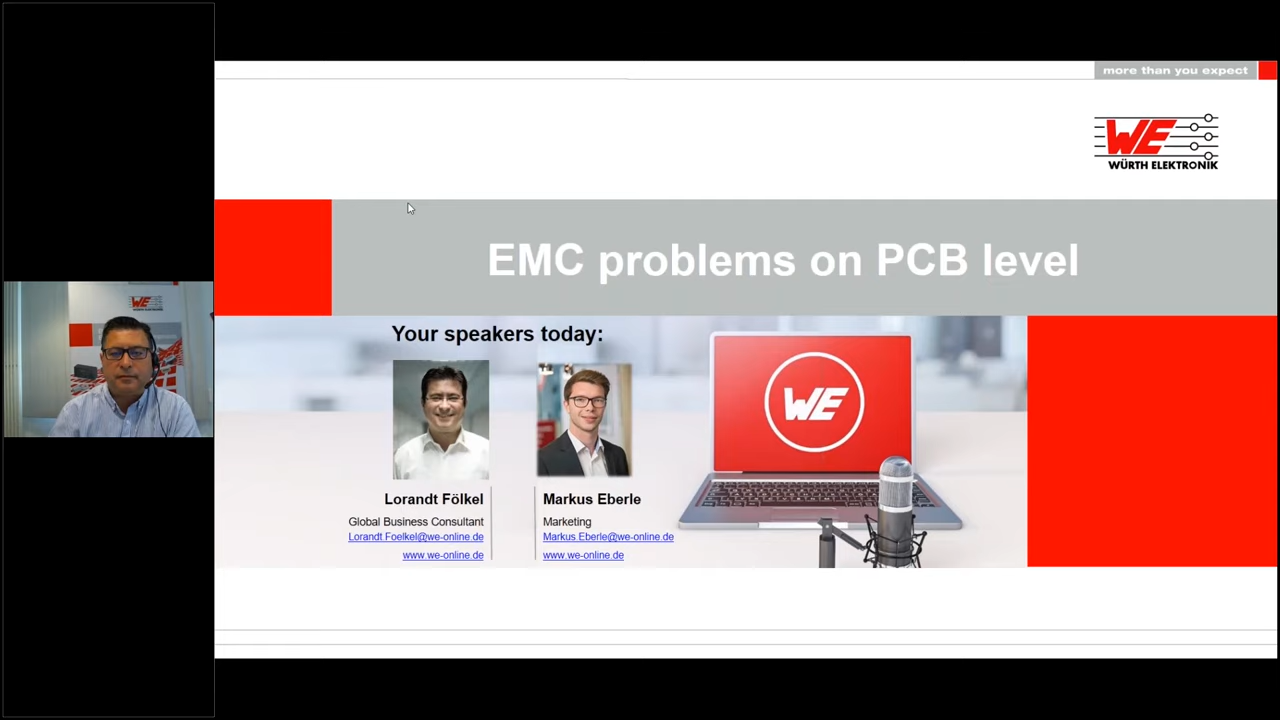 more than you expect
WE
WÜRTH ELEKTRONIK
EMC problems on PCB level
Your speakers today:
WE
WE
Lorandt Fölkel
Global Business Consultant
Lorandt Foelkel@we-online.de
www.we-online.de
Markus Eberle
Marketing
Markus Eberle@we-online.de
www.we-online.de